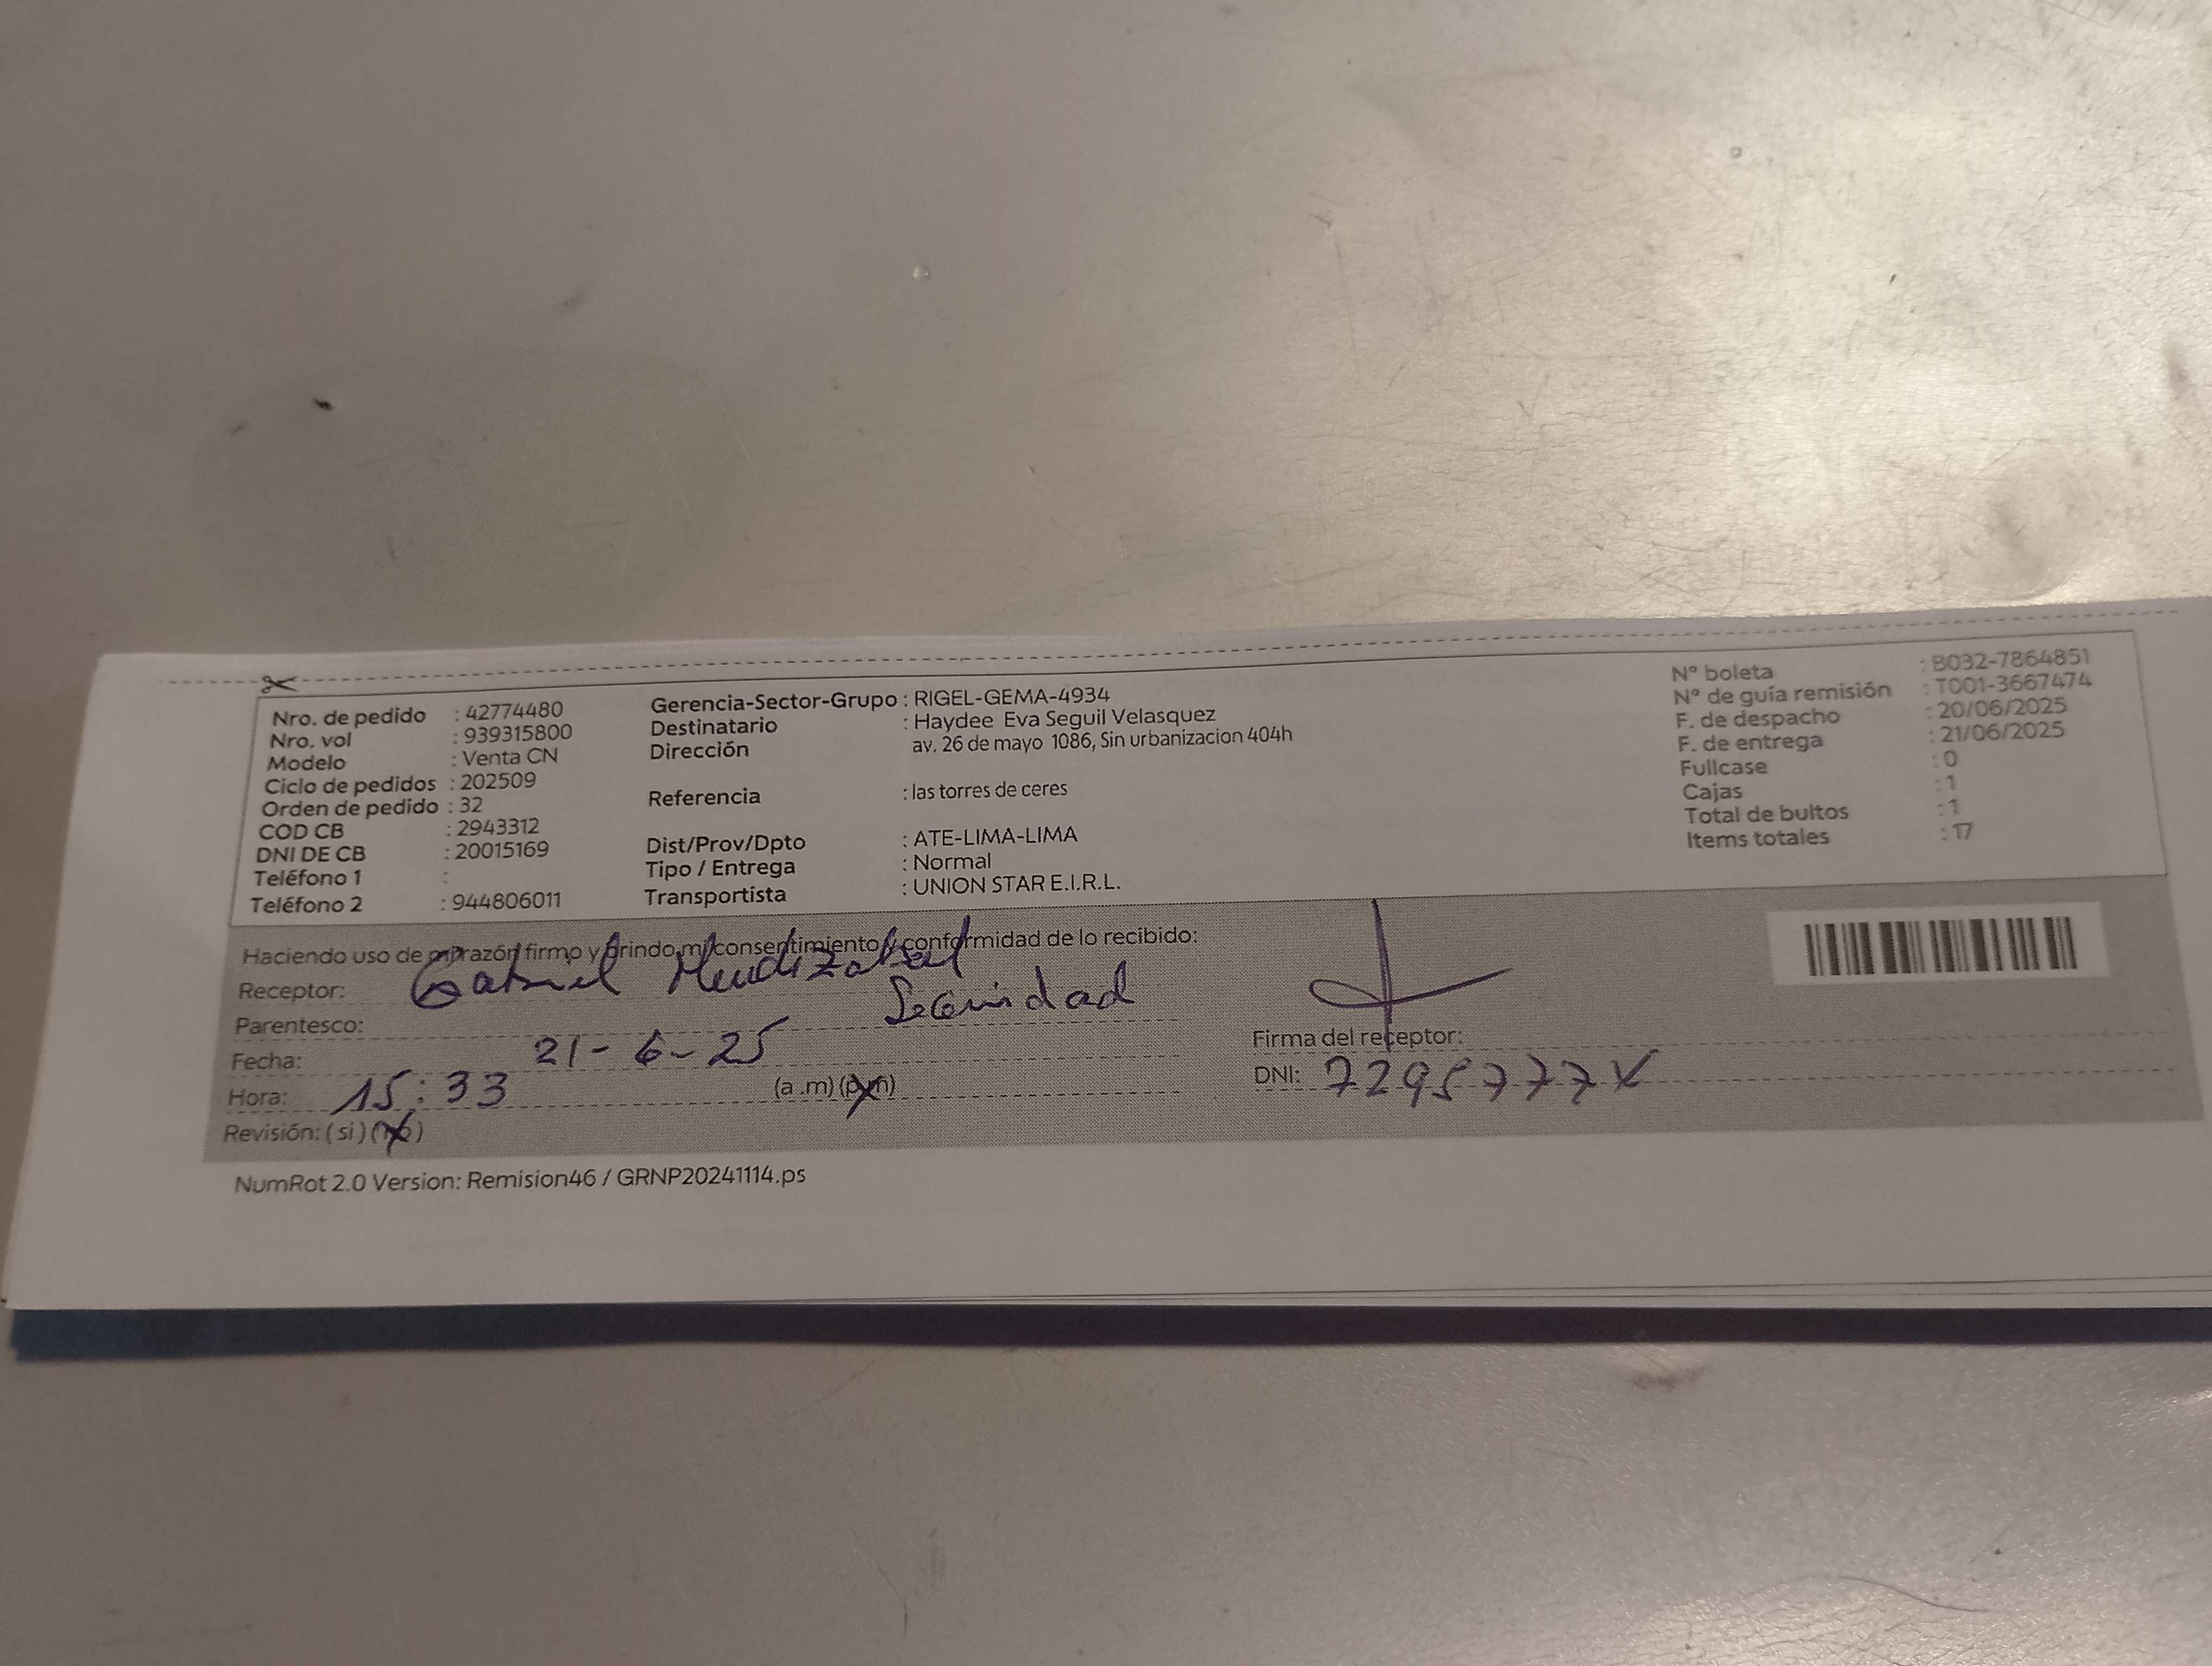 Nro. de pedido : 42774480
Nro. vol : 939315800
Modelo : Venta CN
Ciclo de pedidos : 202509
Orden de pedido : 32
COD CB : 2943312
DNI DE CB : 20015169
Teléfono 1 :
Teléfono 2 : 944806011
Gerencia-Sector-Grupo : RIGEL-GEMA-4934
Destinatario : Haydee Eva Seguil Velasquez
Dirección av. 26 de mayo 1086, Sin urbanizacion 404h
Referencia : las torres de ceres
Dist/Prov/Dpto : ATE-LIMA-LIMA
Tipo / Entrega : Normal
Transportista : UNION STAR E.I.R.L.
N° boleta : B032-7864851
N° de guía remisión : T001-3667474
F. de despacho : 20/06/2025
F. de entrega : 21/06/2025
Fullcase : 0
Cajas : 1
Total de bultos : 1
Items totales : 17
Haciendo uso de mi razón firmo y brindo mi consentimiento y conformidad de lo recibido:
Receptor: Gabriel Mendizabal
Parentesco: Seguridad
Fecha: 21-6-25
Hora: 15:33 (a.m) (p.m)
Revisión: (si) (no)
Firma del receptor:
DNI: 7295777
NumRot 2.0 Version: Remision46 / GRNP20241114.ps